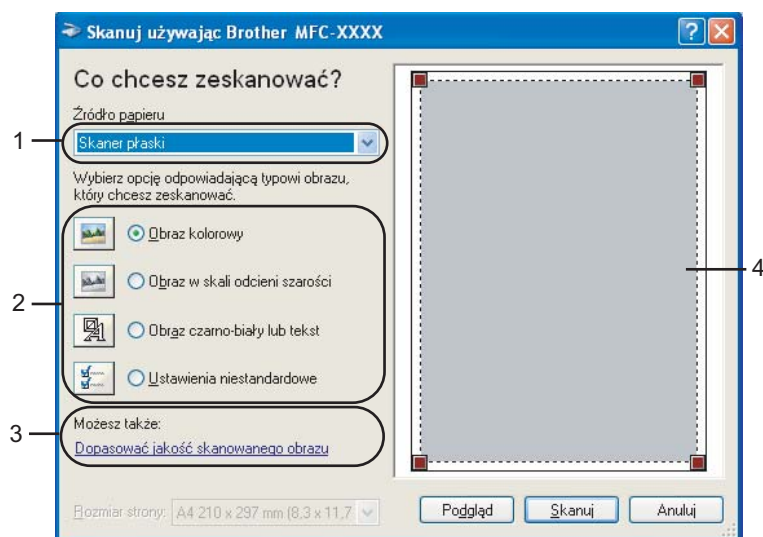 Skanuj używając Brother MFC-XXXX
Co chcesz zeskanować?
Źródło papieru
1
Skaner płaski
Wybierz opcję odpowiadającą typowi obrazu,
który chcesz zeskanować.
Obraz kolorowy
Obraz w skali odcieni szarości
2
Obraz czarno-biały lub tekst
Ustawienia niestandardowe
3
Możesz także:
Dopasować jakość skanowanego obrazu
4
Rozmiar strony: A4 210 x 297 mm (8,3 x 11,7
Podgląd
Skanuj
Anuluj